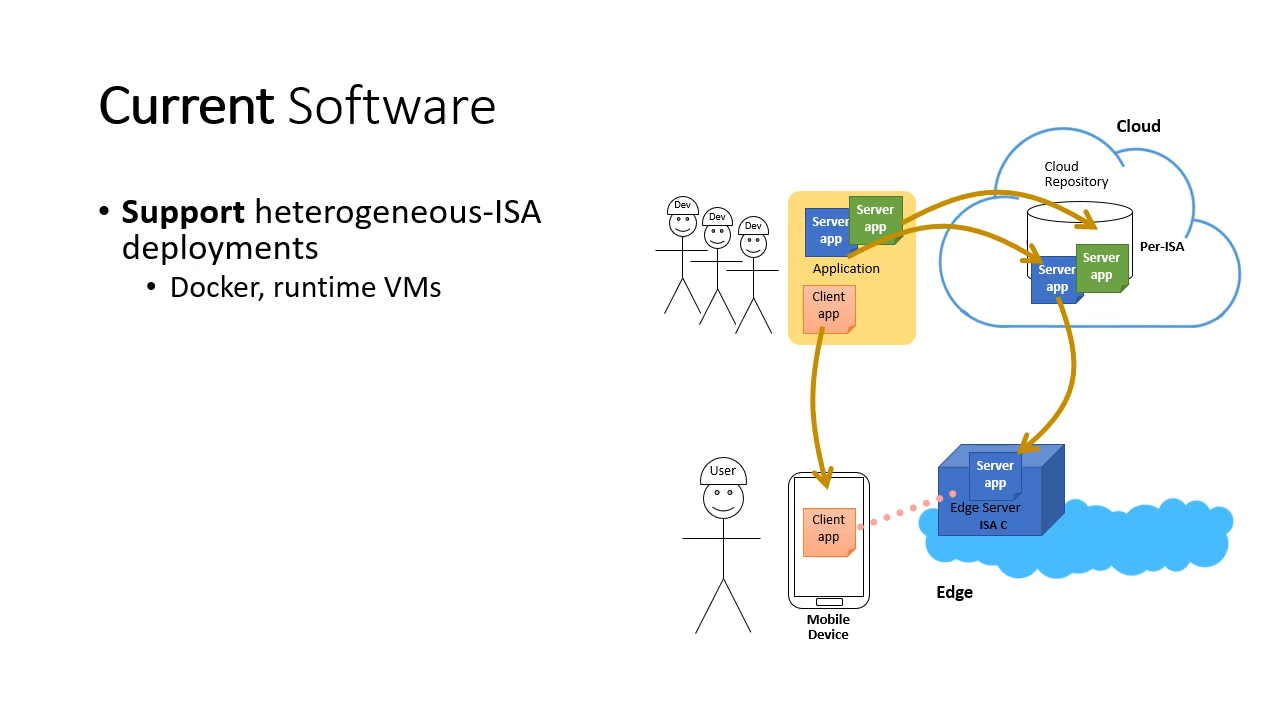 Current Software
• Support heterogeneous-ISA
deployments
• Docker, runtime VMs
Dev
Dev
Dev
Server
app
Server
app
Application
Client
app
Cloud
Cloud
Repository
Per-ISA
Server
app
Server
app
User
Client
app
Mobile
Device
Server
app
Edge Server
ISA C
Edge